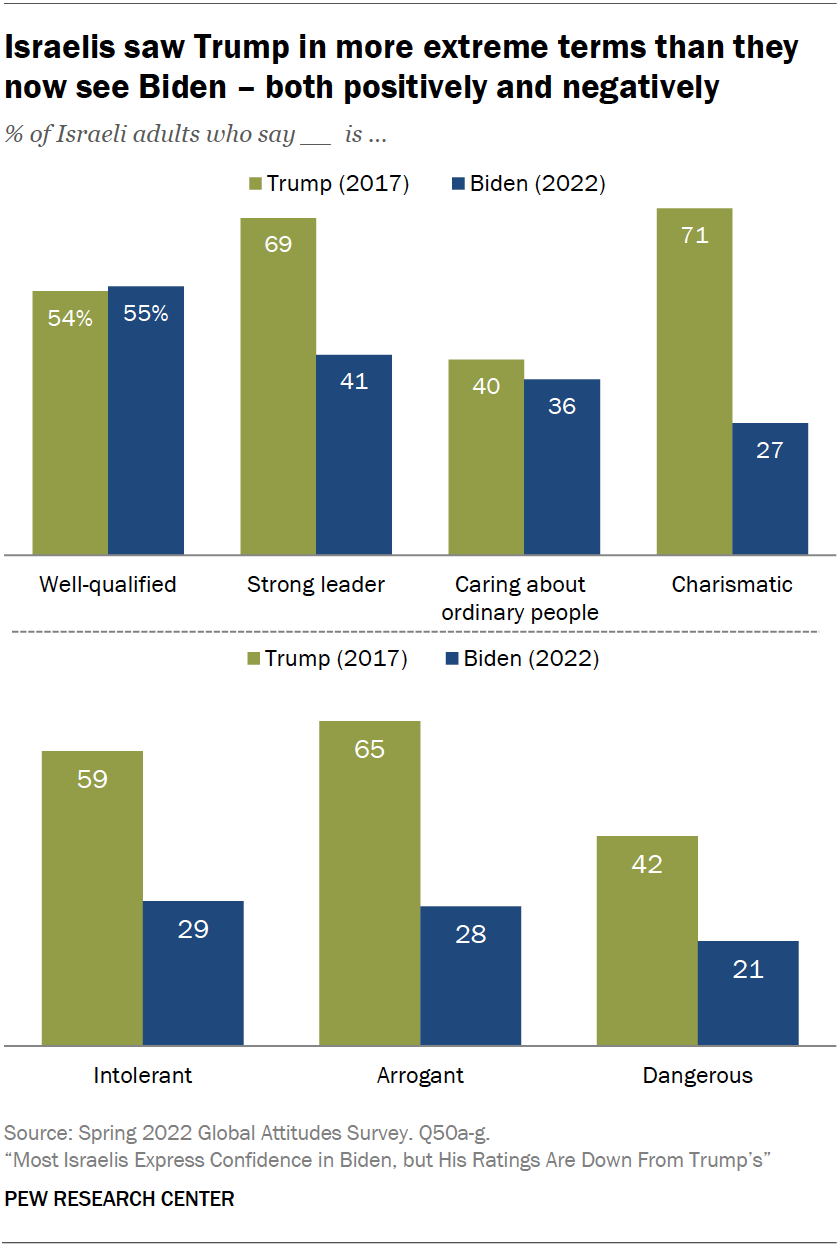 Israelis saw Trump in more extreme terms than they
now see Biden – both positively and negatively
% of Israeli adults who say __ is ...
Trump (2017) Biden (2022)
54% 55% 69 41 40 36 71 27
Well-qualified Strong leader Caring about Charismatic
ordinary people
Trump (2017) Biden (2022)
59 29 65 28 42 21
Intolerant Arrogant Dangerous
Source: Spring 2022 Global Attitudes Survey. Q50a-g.
“Most Israelis Express Confidence in Biden, but His Ratings Are Down From Trump’s”
PEW RESEARCH CENTER